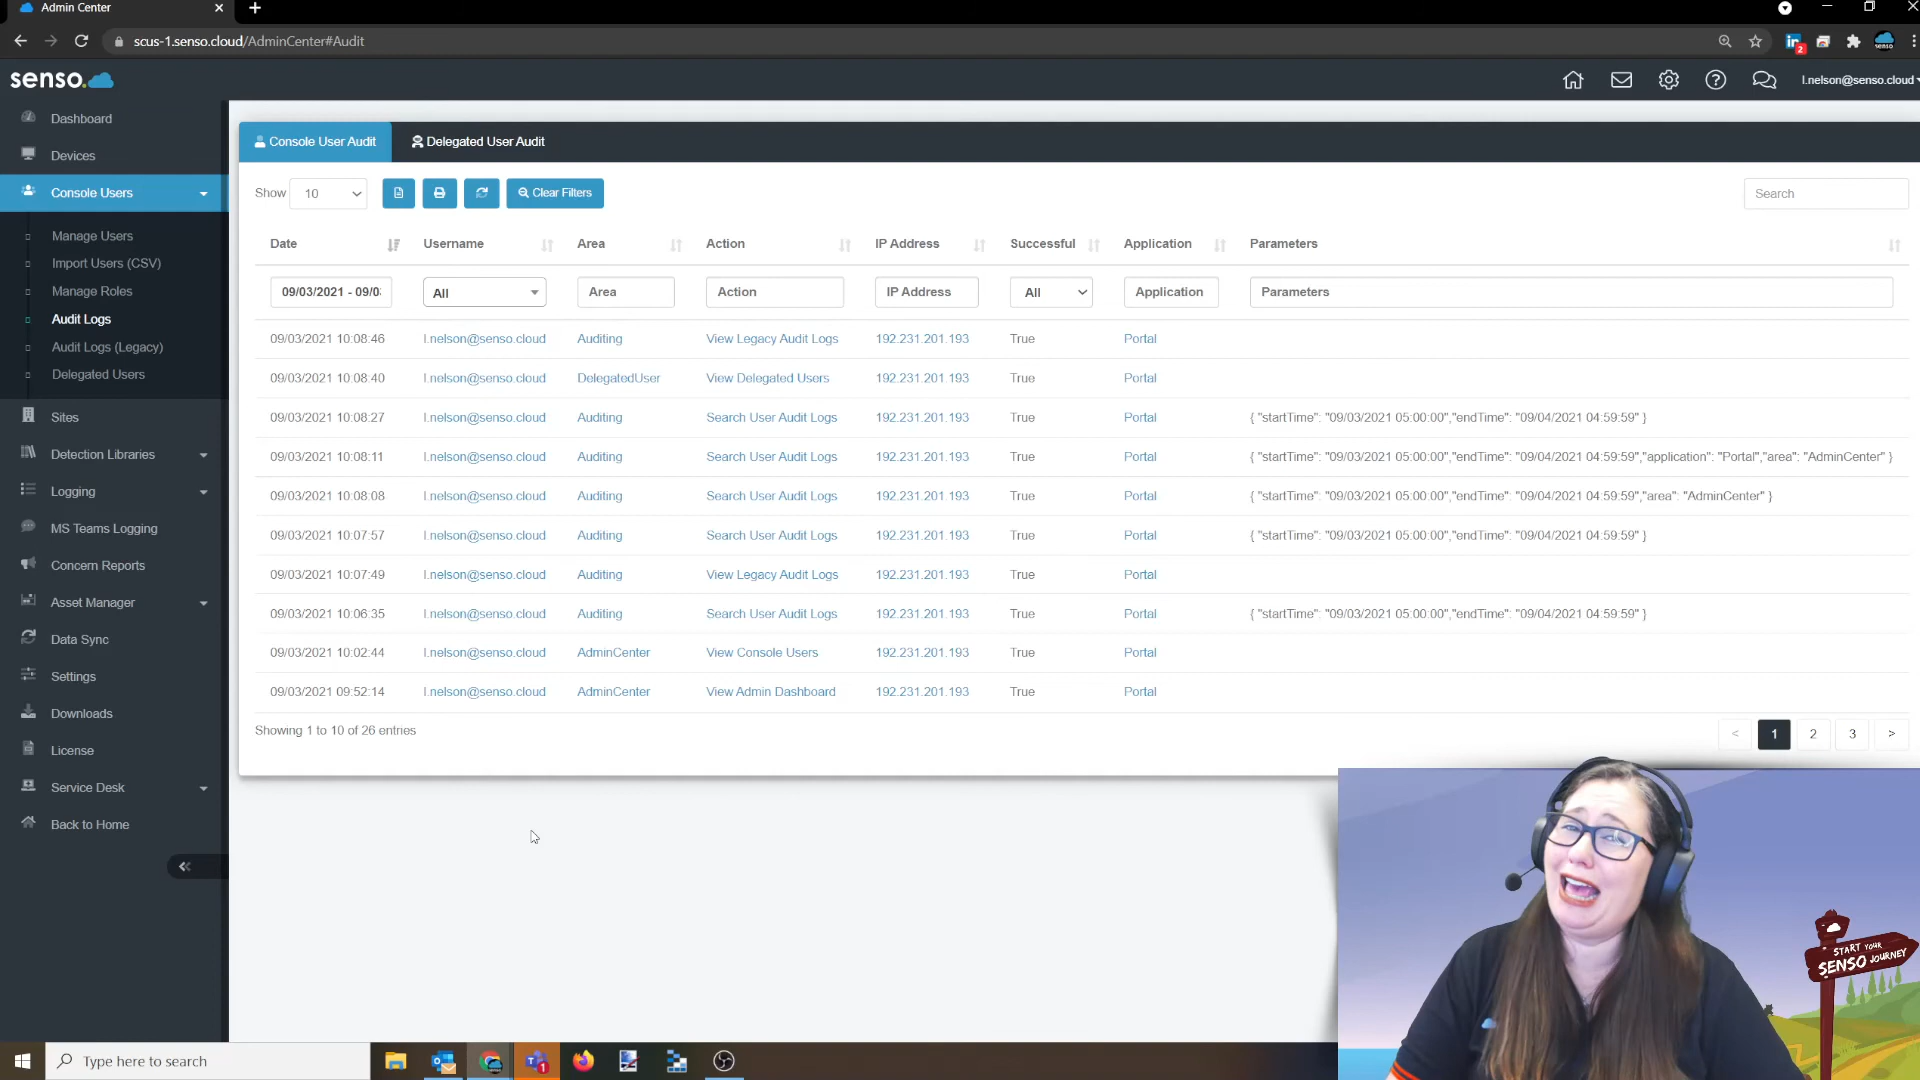 Admin Center
scus-1.senso.cloud/AdminCenter#Audit
2
senso
senso.
l.nelson@senso.cloud
Dashboard
Devices
Console Users
Manage Users
Import Users (CSV)
Manage Roles
Audit Logs
Audit Logs (Legacy)
Delegated Users
Sites
Detection Libraries
Logging
MS Teams Logging
Concern Reports
Asset Manager
Data Sync
Settings
Downloads
License
Service Desk
Back to Home
Console User Audit Delegated User Audit
Show 10 Clear Filters Search
Date Username Area Action IP Address Successful Application Parameters
09/03/2021 - 09/0 All Area Action IP Address All Application Parameters
09/03/2021 10:08:46 l.nelson@senso.cloud Auditing View Legacy Audit Logs 192.231.201.193 True Portal
09/03/2021 10:08:40 l.nelson@senso.cloud DelegatedUser View Delegated Users 192.231.201.193 True Portal
09/03/2021 10:08:27 l.nelson@senso.cloud Auditing Search User Audit Logs 192.231.201.193 True Portal { "startTime": "09/03/2021 05:00:00","endTime": "09/04/2021 04:59:59" }
09/03/2021 10:08:11 l.nelson@senso.cloud Auditing Search User Audit Logs 192.231.201.193 True Portal { "startTime": "09/03/2021 05:00:00","endTime": "09/04/2021 04:59:59","application": "Portal","area": "AdminCenter" }
09/03/2021 10:08:08 l.nelson@senso.cloud Auditing Search User Audit Logs 192.231.201.193 True Portal { "startTime": "09/03/2021 05:00:00","endTime": "09/04/2021 04:59:59","area": "AdminCenter" }
09/03/2021 10:07:57 l.nelson@senso.cloud Auditing Search User Audit Logs 192.231.201.193 True Portal { "startTime": "09/03/2021 05:00:00","endTime": "09/04/2021 04:59:59" }
09/03/2021 10:07:49 l.nelson@senso.cloud Auditing View Legacy Audit Logs 192.231.201.193 True Portal
09/03/2021 10:06:35 l.nelson@senso.cloud Auditing Search User Audit Logs 192.231.201.193 True Portal { "startTime": "09/03/2021 05:00:00","endTime": "09/04/2021 04:59:59" }
09/03/2021 10:02:44 l.nelson@senso.cloud AdminCenter View Console Users 192.231.201.193 True Portal
09/03/2021 09:52:14 l.nelson@senso.cloud AdminCenter View Admin Dashboard 192.231.201.193 True Portal
Showing 1 to 10 of 26 entries < 1 2 3 >
START YOUR
SENSO JOURNEY
Type here to search
1